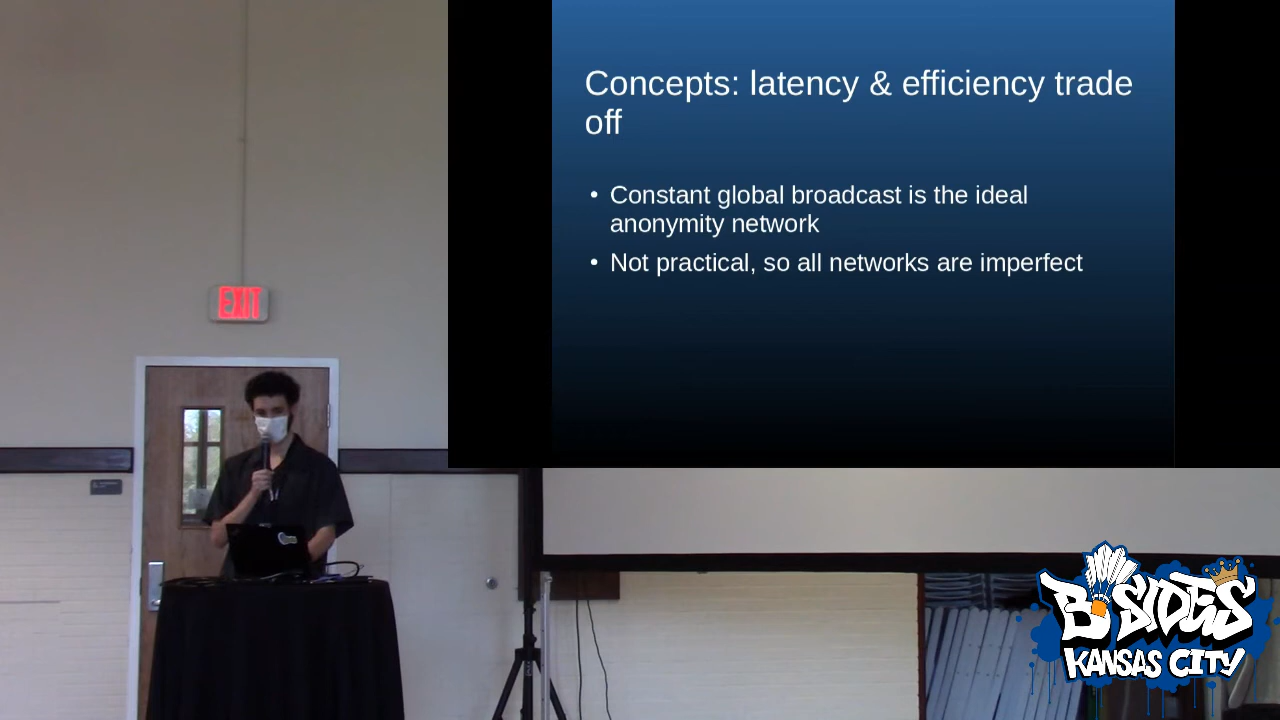 Concepts: latency & efficiency trade
off
• Constant global broadcast is the ideal
anonymity network
• Not practical, so all networks are imperfect
EXIT
B·SIDES
KANSAS CITY